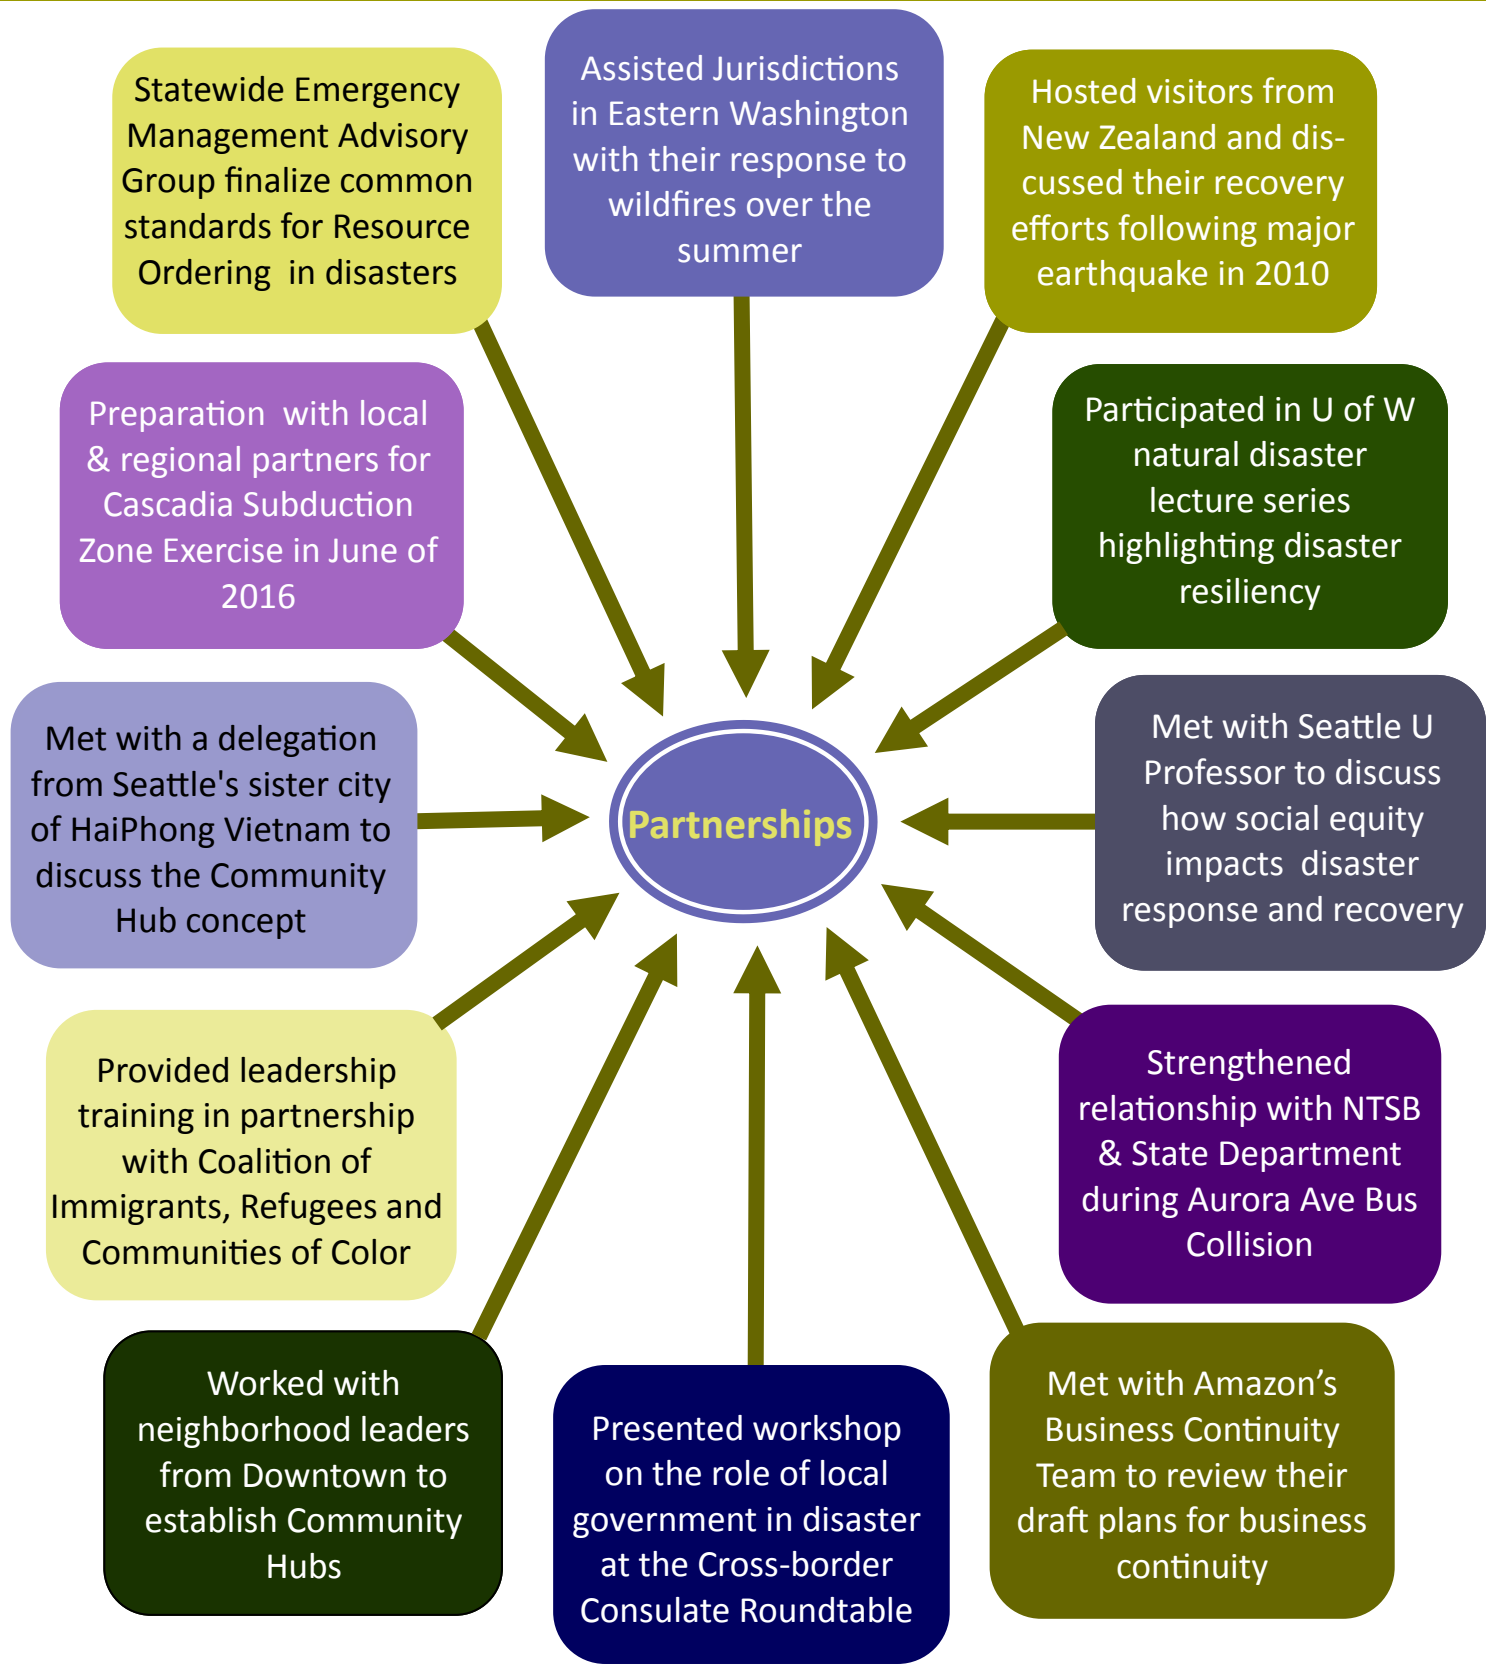 Statewide Emergency
Management Advisory
Group finalize common
standards for Resource
Ordering in disasters
Assisted Jurisdictions
in Eastern Washington
with their response to
wildfires over the
summer
Hosted visitors from
New Zealand and dis-
cussed their recovery
efforts following major
earthquake in 2010
Preparation with local
& regional partners for
Cascadia Subduction
Zone Exercise in June of
2016
Participated in U of W
natural disaster
lecture series
highlighting disaster
resiliency
Met with a delegation
from Seattle's sister city
of HaiPhong Vietnam to
discuss the Community
Hub concept
Partnerships
Met with Seattle U
Professor to discuss
how social equity
impacts disaster
response and recovery
Provided leadership
training in partnership
with Coalition of
Immigrants, Refugees and
Communities of Color
Strengthened
relationship with NTSB
& State Department
during Aurora Ave Bus
Collision
Worked with
neighborhood leaders
from Downtown to
establish Community
Hubs
Presented workshop
on the role of local
government in disaster
at the Cross-border
Consulate Roundtable
Met with Amazon’s
Business Continuity
Team to review their
draft plans for business
continuity